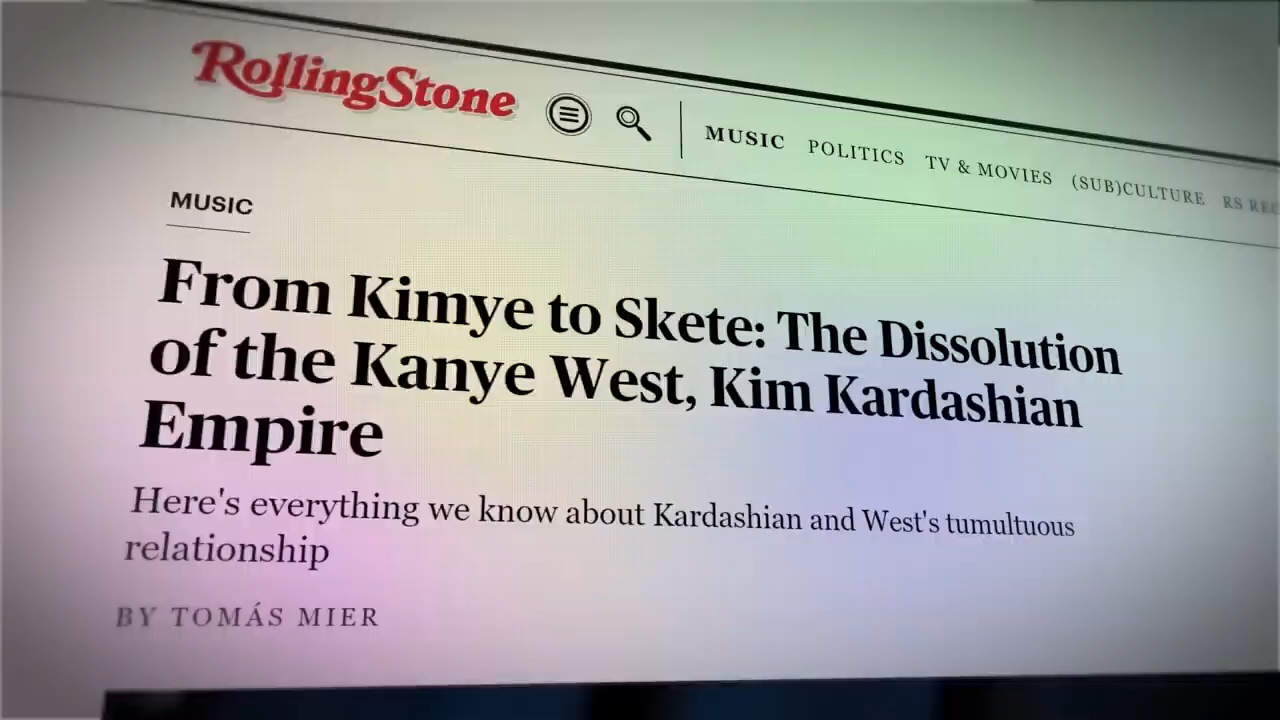 RollingStone
MUSIC POLITICS TV & MOVIES (SUB)CULTURE RS
MUSIC
From Kimye to Skete: The Dissolution
of the Kanye West, Kim Kardashian
Empire
Here's everything we know about Kardashian and West's tumultuous
relationship
BY TOMÁS MIER